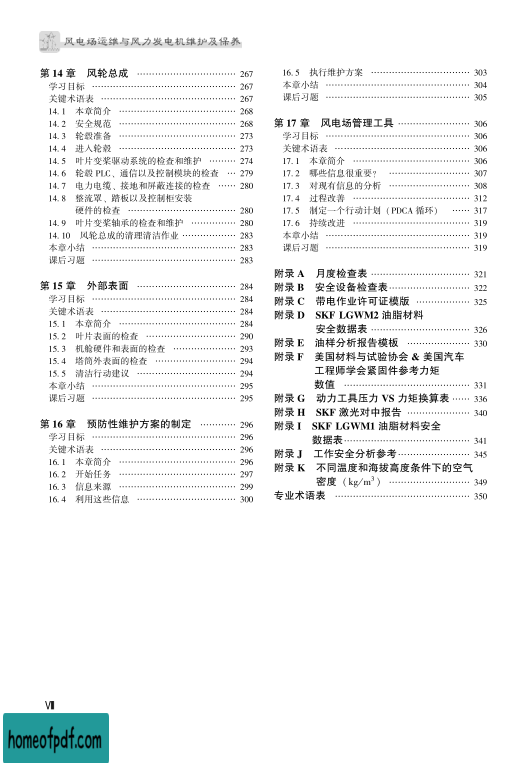 风电场运维与风力发电机维护及保养
第 14 章 风轮总成 …………………………… 267
学习目标 ………………………………………… 267
关键术语表 ……………………………………… 267
14. 1 本章简介 ………………………………… 268
14. 2 安全规范 ………………………………… 268
14. 3 轮毂准备 ………………………………… 273
14. 4 进入轮毂 ………………………………… 273
14. 5 叶片变桨驱动系统的检查和维护 ……… 274
14. 6 轮毂 PLC、通信以及控制模块的检查 … 279
14. 7 电力电缆、接地和屏蔽连接的检查 …… 280
14. 8 整流罩、踏板以及控制柜安装
硬件的检查 ……………………………… 280
14. 9 叶片变桨轴承的检查和维护 …………… 280
14. 10 风轮总成的清理清洁作业 …………… 283
本章小结 ………………………………………… 283
课后习题 ………………………………………… 283
第 15 章 外部表面 …………………………… 284
学习目标 ………………………………………… 284
关键术语表 ……………………………………… 284
15. 1 本章简介 ………………………………… 284
15. 2 叶片表面的检查 ………………………… 290
15. 3 机舱硬件和表面的检查 ………………… 293
15. 4 塔筒外表面的检查 ……………………… 294
15. 5 清洁行动建议 …………………………… 294
本章小结 ………………………………………… 295
课后习题 ………………………………………… 295
第 16 章 预防性维护方案的制定 ………… 296
学习目标 ………………………………………… 296
关键术语表 ……………………………………… 296
16. 1 本章简介 ………………………………… 296
16. 2 开始任务 ………………………………… 297
16. 3 信息来源 ………………………………… 299
16. 4 利用这些信息 …………………………… 300
16. 5 执行维护方案 …………………………… 303
本章小结 ………………………………………… 304
课后习题 ………………………………………… 305
第 17 章 风电场管理工具 ………………… 306
学习目标 ………………………………………… 306
关键术语表 ……………………………………… 306
17. 1 本章简介 ………………………………… 306
17. 2 哪些信息很重要? ……………………… 307
17. 3 对现有信息的分析 ……………………… 308
17. 4 过程改善 ………………………………… 312
17. 5 制定一个行动计划（PDCA 循环） …… 317
17. 6 持续改进 ………………………………… 319
本章小结 ………………………………………… 319
课后习题 ………………………………………… 319
附录 A 月度检查表 ………………………… 321
附录 B 安全设备检查表 …………………… 322
附录 C 带电作业许可证模版 ……………… 325
附录 D SKF LGWM2 油脂材料
安全数据表 ………………………… 326
附录 E 油样分析报告模板 ………………… 330
附录 F 美国材料与试验协会 & 美国汽车
工程师学会紧固件参考力矩
数值 ………………………………… 331
附录 G 动力工具压力 VS 力矩换算表 …… 336
附录 H SKF 激光对中报告 ………………… 340
附录 I SKF LGWM1 油脂材料安全
数据表 ……………………………… 341
附录 J 工作安全分析参考 ………………… 345
附录 K 不同温度和海拔高度条件下的空气
密度（kg/m³） …………………… 349
专业术语表 …………………………………… 350
Ⅷ
homeofpdf.com